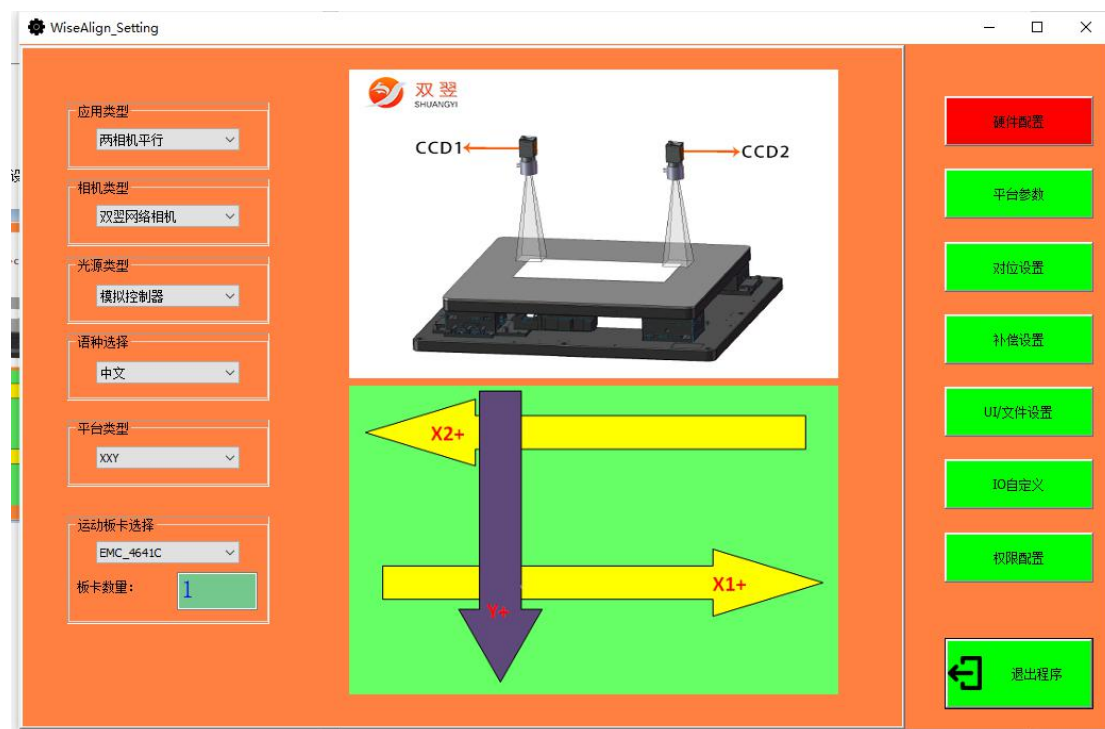 WiseAlign_Setting
应用类型
两相机平行
相机类型
双翌网络相机
光源类型
模拟控制器
语种选择
中文
平台类型
XXY
运动板卡选择
EMC_4641C
板卡数量:
1
双翌
SHUANGYI
CCD1
CCD2
X2+
X1+
Y+
硬件配置
平台参数
对位设置
补偿设置
UI/文件设置
IO自定义
权限配置
退出程序
设